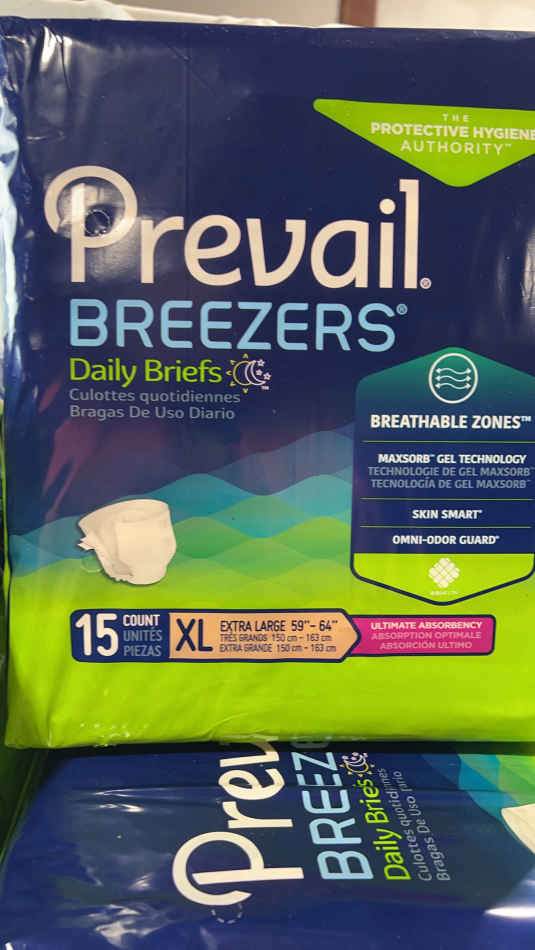 THE
PROTECTIVE HYGIENE
AUTHORITY™
Prevail®
BREEZERS®
Daily Briefs™
Culottes quotidiennes
Bragas De Uso Diario
BREATHABLE ZONES™
MAXSORB™ GEL TECHNOLOGY
TECHNOLOGIE DE GEL MAXSORB™
TECNOLOGÍA DE GEL MAXSORB™
SKIN SMART™
OMNI-ODOR GUARD™
15 COUNT
UNITÉS
PIEZAS
XL
EXTRA LARGE 59"– 64"
TRÈS GRANDS 150 cm – 163 cm
EXTRA GRANDE 150 cm – 163 cm
ULTIMATE ABSORBENCY
ABSORPTION OPTIMALE
ABSORCIÓN ULTIMO
Prev
BREEZ
Daily Briefs
Culottes quotidiennes
Bragas De Uso Diario